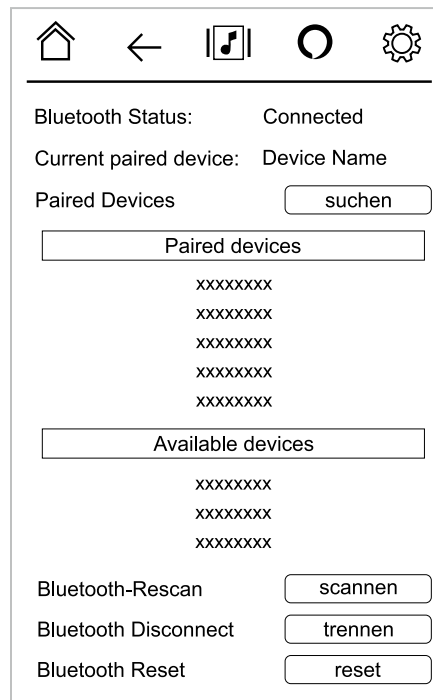 Bluetooth Status: Connected
Current paired device: Device Name
Paired Devices suchen
Paired devices
xxxxxxxx
xxxxxxxx
xxxxxxxx
xxxxxxxx
xxxxxxxx
Available devices
xxxxxxxx
xxxxxxxx
xxxxxxxx
Bluetooth-Rescan scannen
Bluetooth Disconnect trennen
Bluetooth Reset reset